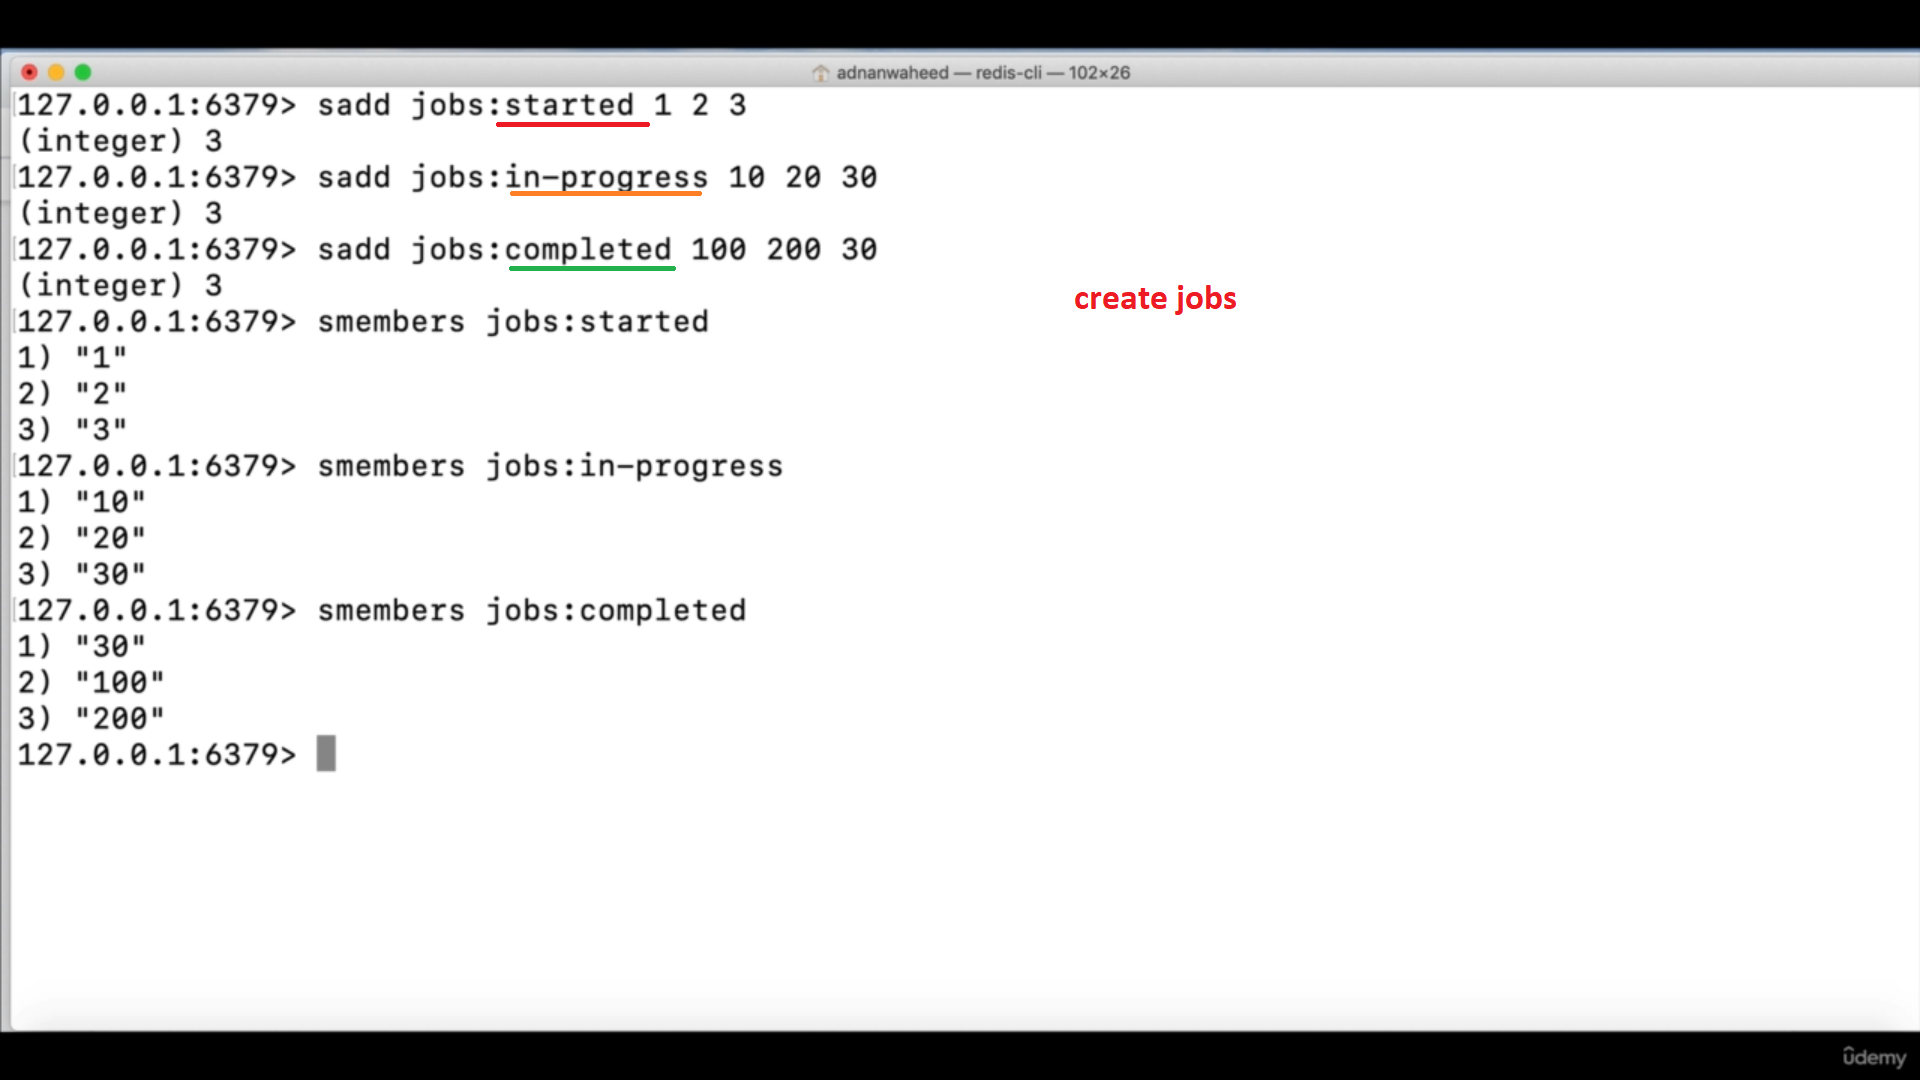 adnanwaheed — redis-cli — 102×26
127.0.0.1:6379> sadd jobs:started 1 2 3
(integer) 3
127.0.0.1:6379> sadd jobs:in-progress 10 20 30
(integer) 3
127.0.0.1:6379> sadd jobs:completed 100 200 30
(integer) 3
create jobs
127.0.0.1:6379> smembers jobs:started
1) "1"
2) "2"
3) "3"
127.0.0.1:6379> smembers jobs:in-progress
1) "10"
2) "20"
3) "30"
127.0.0.1:6379> smembers jobs:completed
1) "30"
2) "100"
3) "200"
127.0.0.1:6379>
ûdemy